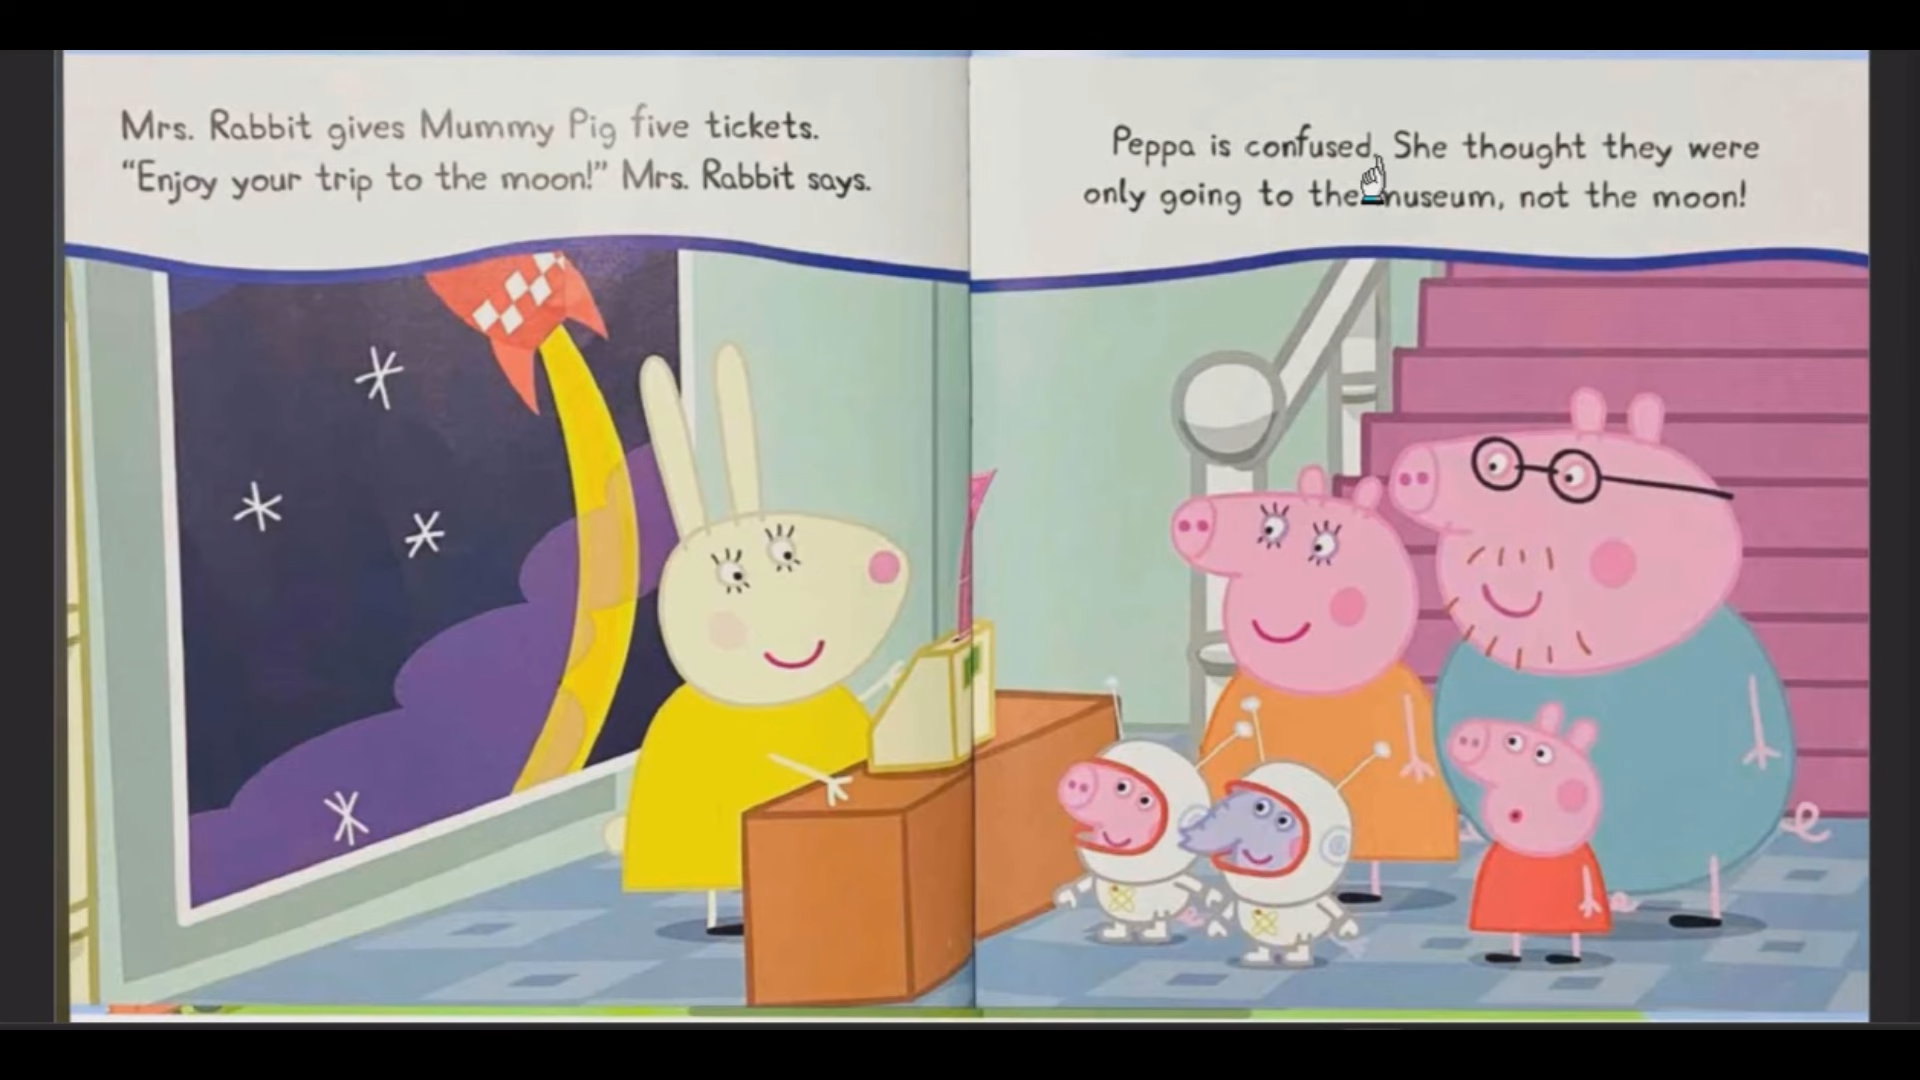 Mrs. Rabbit gives Mummy Pig five tickets.
“Enjoy your trip to the moon!” Mrs. Rabbit says.
Peppa is confused. She thought they were
only going to the museum, not the moon!